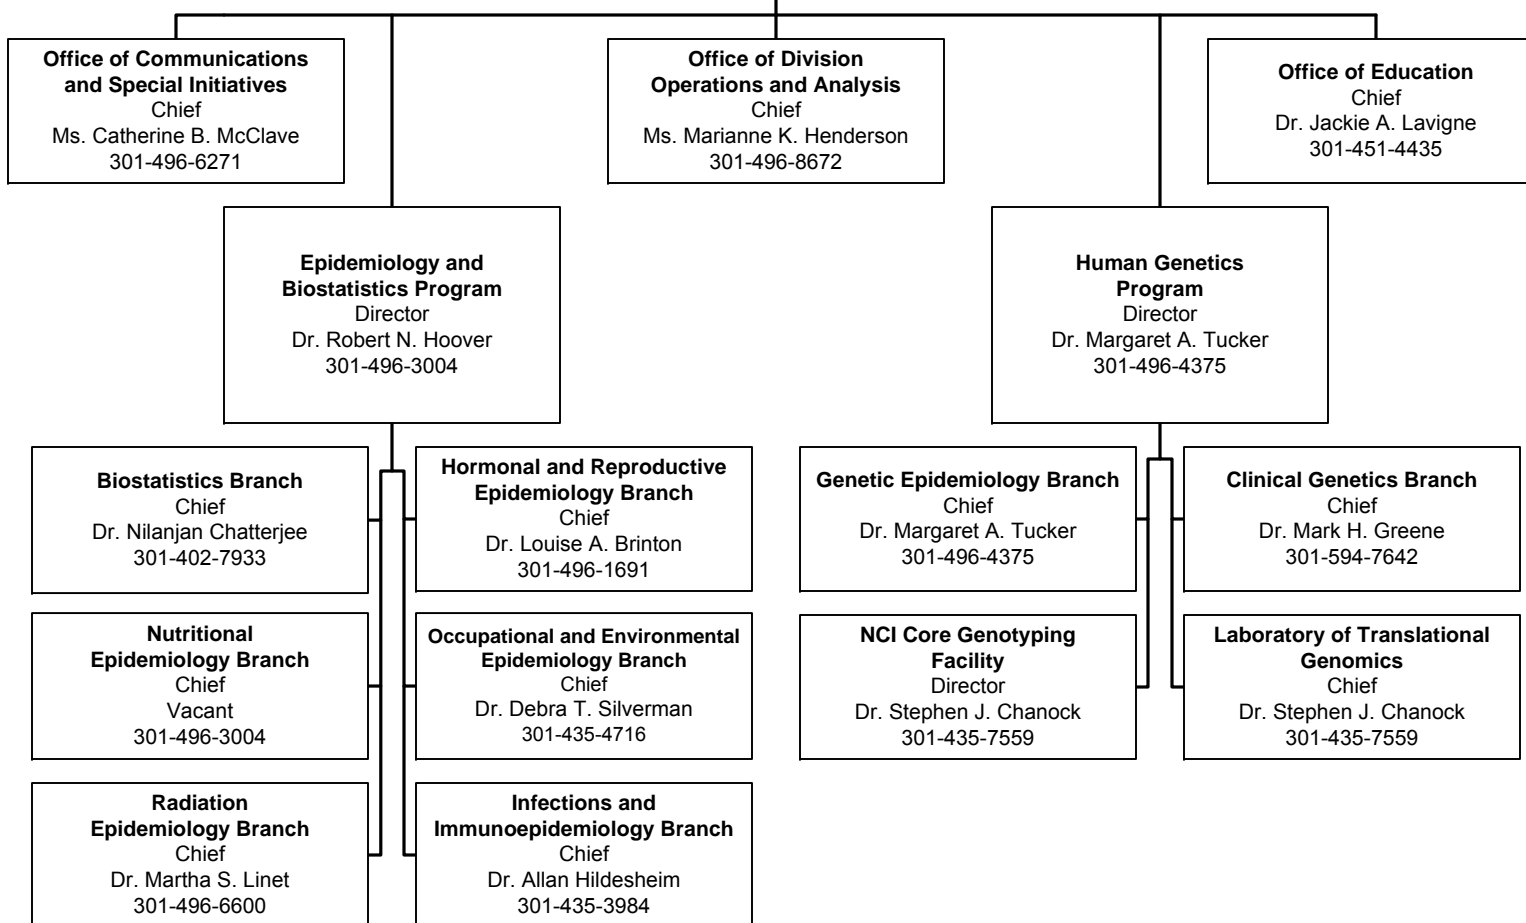 Office of Communications
and Special Initiatives
Chief
Ms. Catherine B. McClave
301-496-6271
Office of Division
Operations and Analysis
Chief
Ms. Marianne K. Henderson
301-496-8672
Office of Education
Chief
Dr. Jackie A. Lavigne
301-451-4435
Epidemiology and
Biostatistics Program
Director
Dr. Robert N. Hoover
301-496-3004
Human Genetics
Program
Director
Dr. Margaret A. Tucker
301-496-4375
Biostatistics Branch
Chief
Dr. Nilanjan Chatterjee
301-402-7933
Hormonal and Reproductive
Epidemiology Branch
Chief
Dr. Louise A. Brinton
301-496-1691
Genetic Epidemiology Branch
Chief
Dr. Margaret A. Tucker
301-496-4375
Clinical Genetics Branch
Chief
Dr. Mark H. Greene
301-594-7642
Nutritional
Epidemiology Branch
Chief
Vacant
301-496-3004
Occupational and Environmental
Epidemiology Branch
Chief
Dr. Debra T. Silverman
301-435-4716
NCI Core Genotyping
Facility
Director
Dr. Stephen J. Chanock
301-435-7559
Laboratory of Translational
Genomics
Chief
Dr. Stephen J. Chanock
301-435-7559
Radiation
Epidemiology Branch
Chief
Dr. Martha S. Linet
301-496-6600
Infections and
Immunoepidemiology Branch
Chief
Dr. Allan Hildesheim
301-435-3984